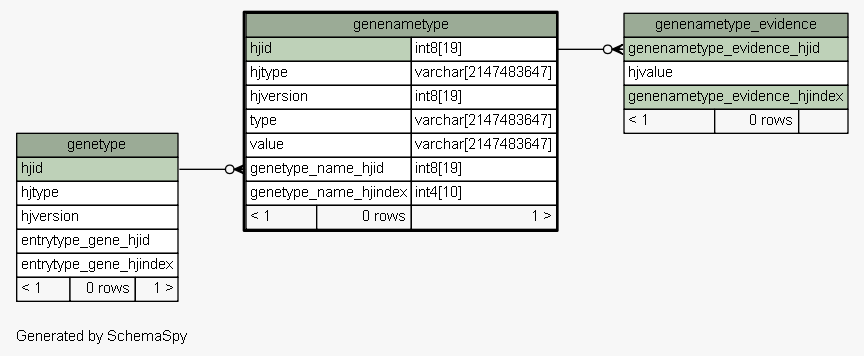 genenametype
hjid int8[19]
hjtype varchar[2147483647]
hjversion int8[19]
type varchar[2147483647]
value varchar[2147483647]
genetype_name_hjid int8[19]
genetype_name_hjindex int4[10]
< 1 0 rows 1 >
genenametype_evidence
genenametype_evidence_hjid
hjvalue
genenametype_evidence_hjindex
< 1 0 rows
genetype
hjid
hjtype
hjversion
entrytype_gene_hjid
entrytype_gene_hjindex
< 1 0 rows 1 >
Generated by SchemaSpy